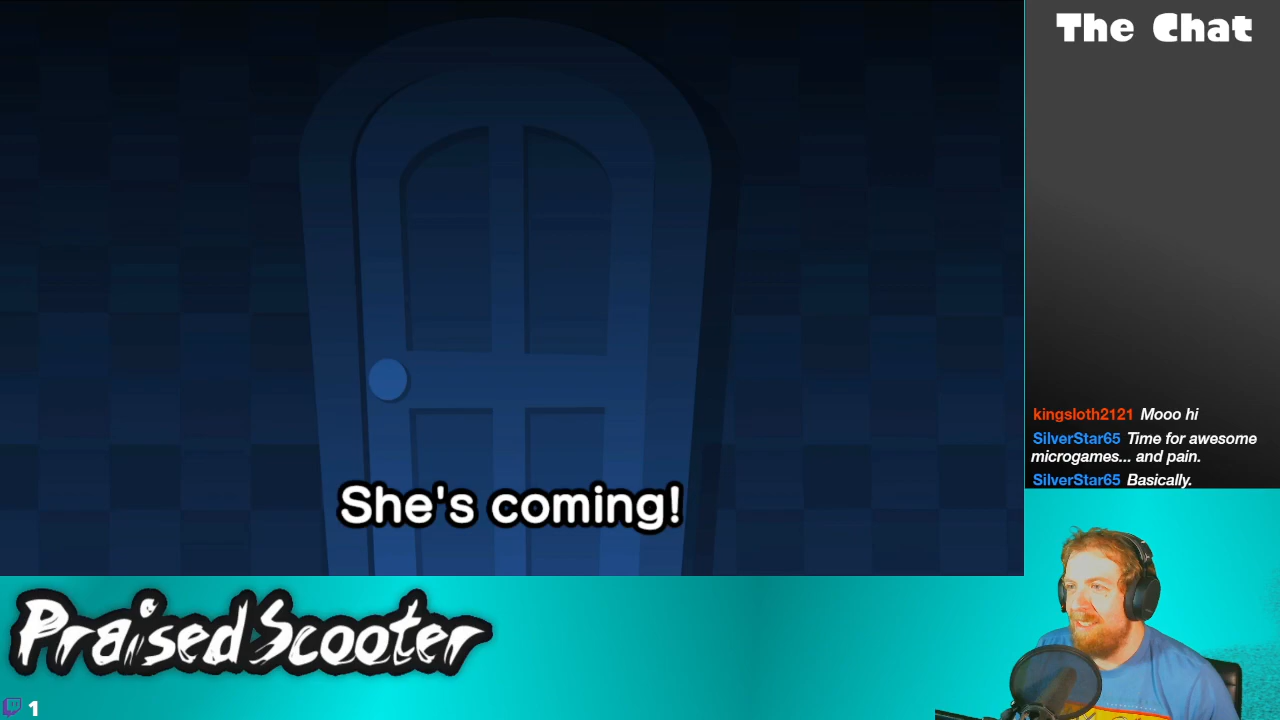 The Chat
kingsloth2121 Mooo hi
SilverStar65 Time for awesome
microgames... and pain.
SilverStar65 Basically.
She's coming!
PraisedScooter
1